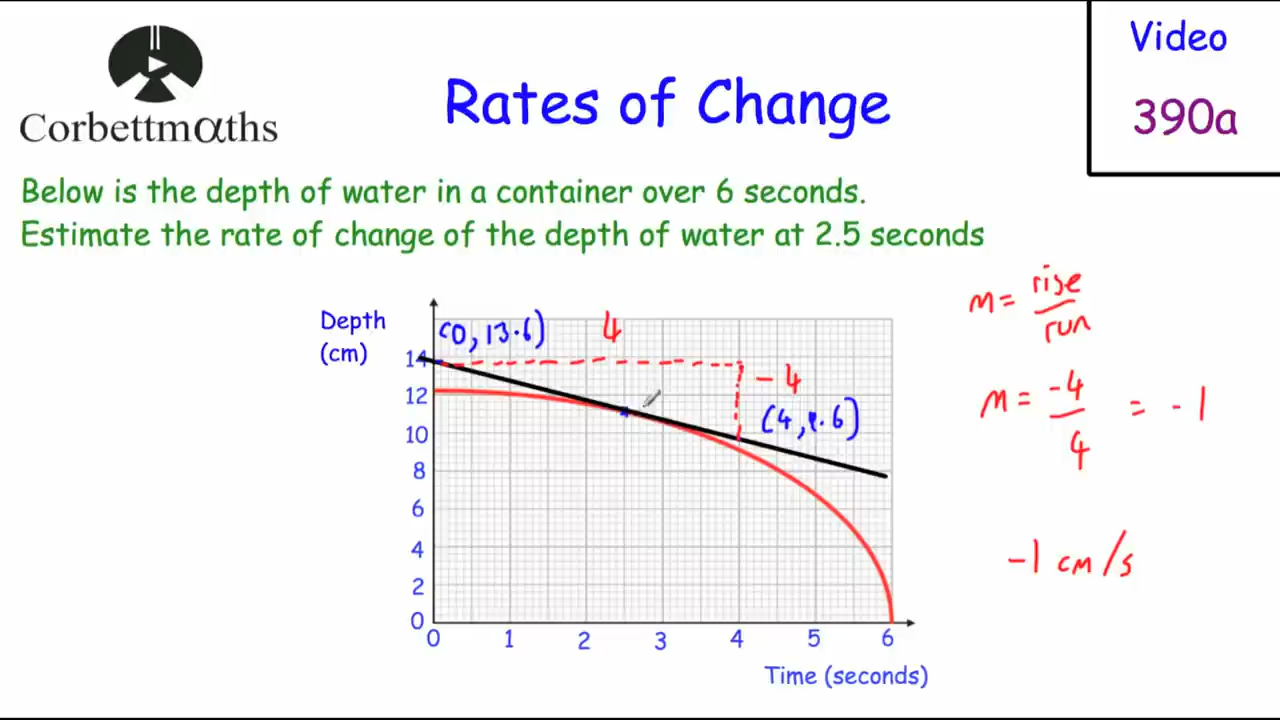 Corbettmαths
Rates of Change
Video
390a
Below is the depth of water in a container over 6 seconds.
Estimate the rate of change of the depth of water at 2.5 seconds
Depth
(cm)
(0, 13.6)
4
-4
(4, 9.6)
14
12
10
8
6
4
2
0
0 1 2 3 4 5 6
Time (seconds)
m = rise
run
m = -4
4
= -1
-1 cm/s